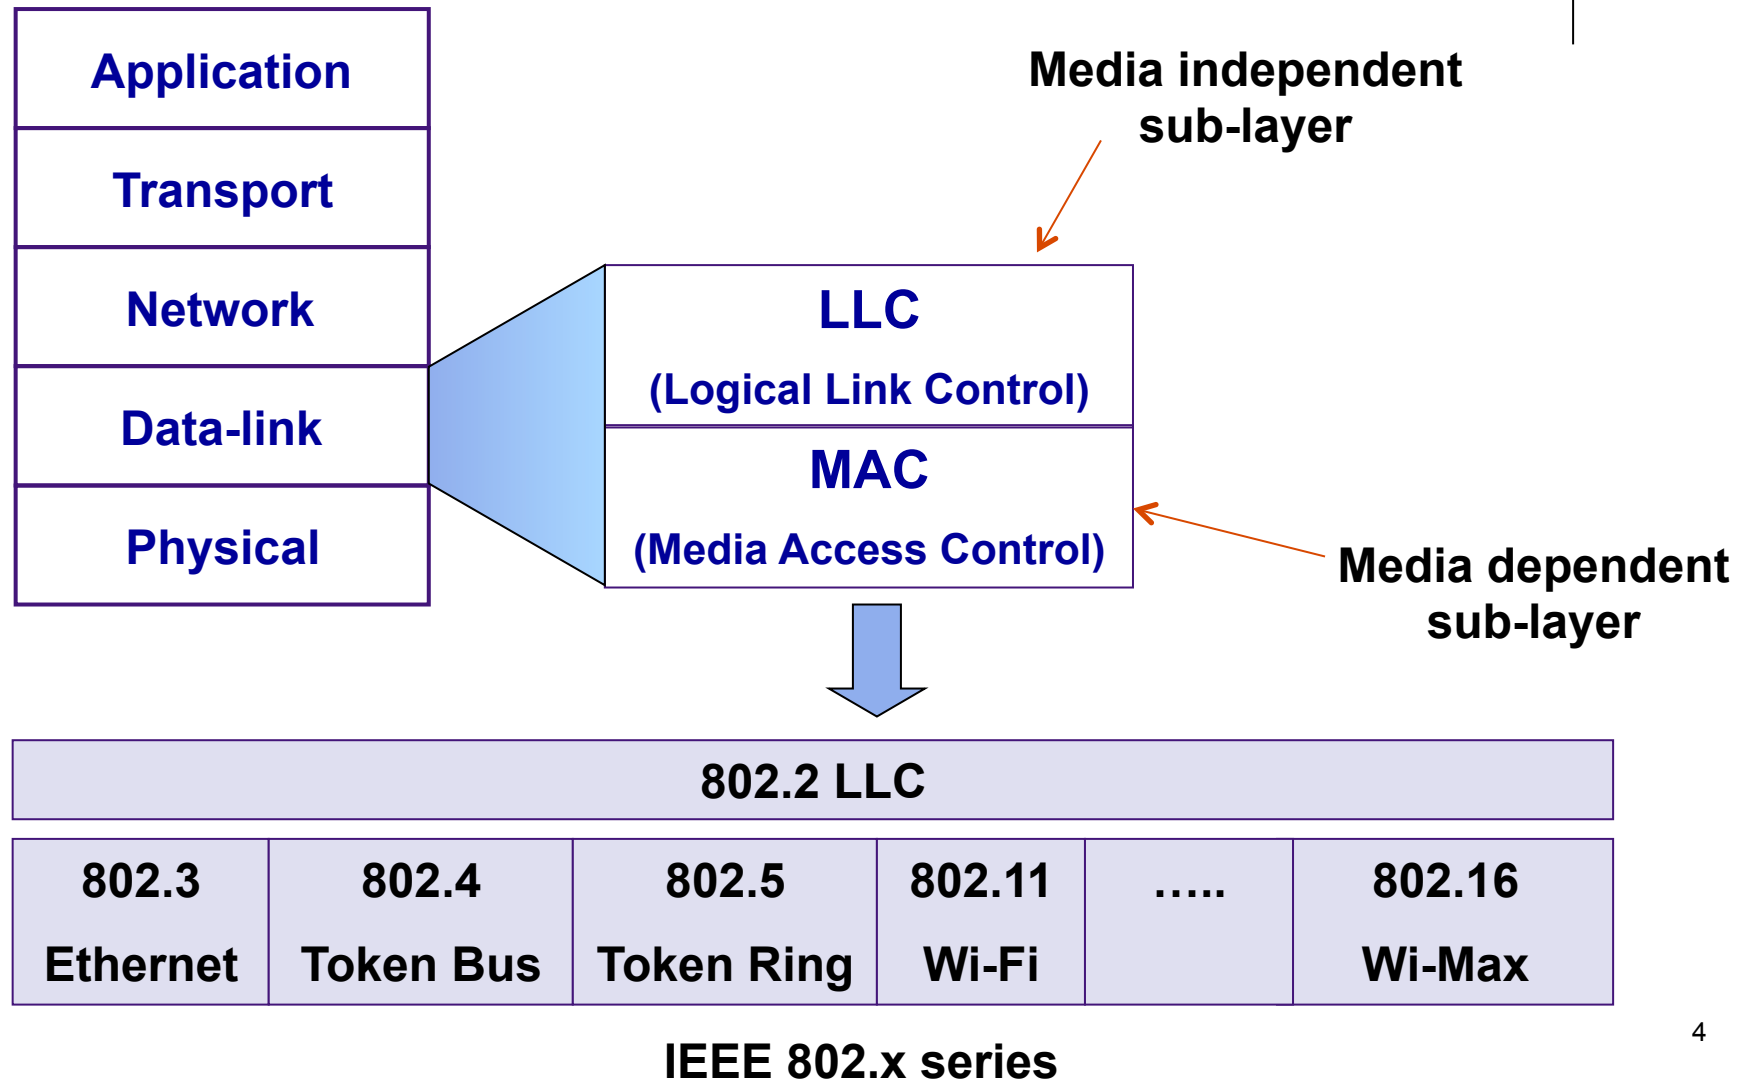 Application
Transport
Network
Data-link
Physical
Media independent
sub-layer
LLC
(Logical Link Control)
MAC
(Media Access Control)
Media dependent
sub-layer
802.2 LLC
802.3
Ethernet
802.4
Token Bus
802.5
Token Ring
802.11
Wi-Fi
.....
802.16
Wi-Max
IEEE 802.x series
4